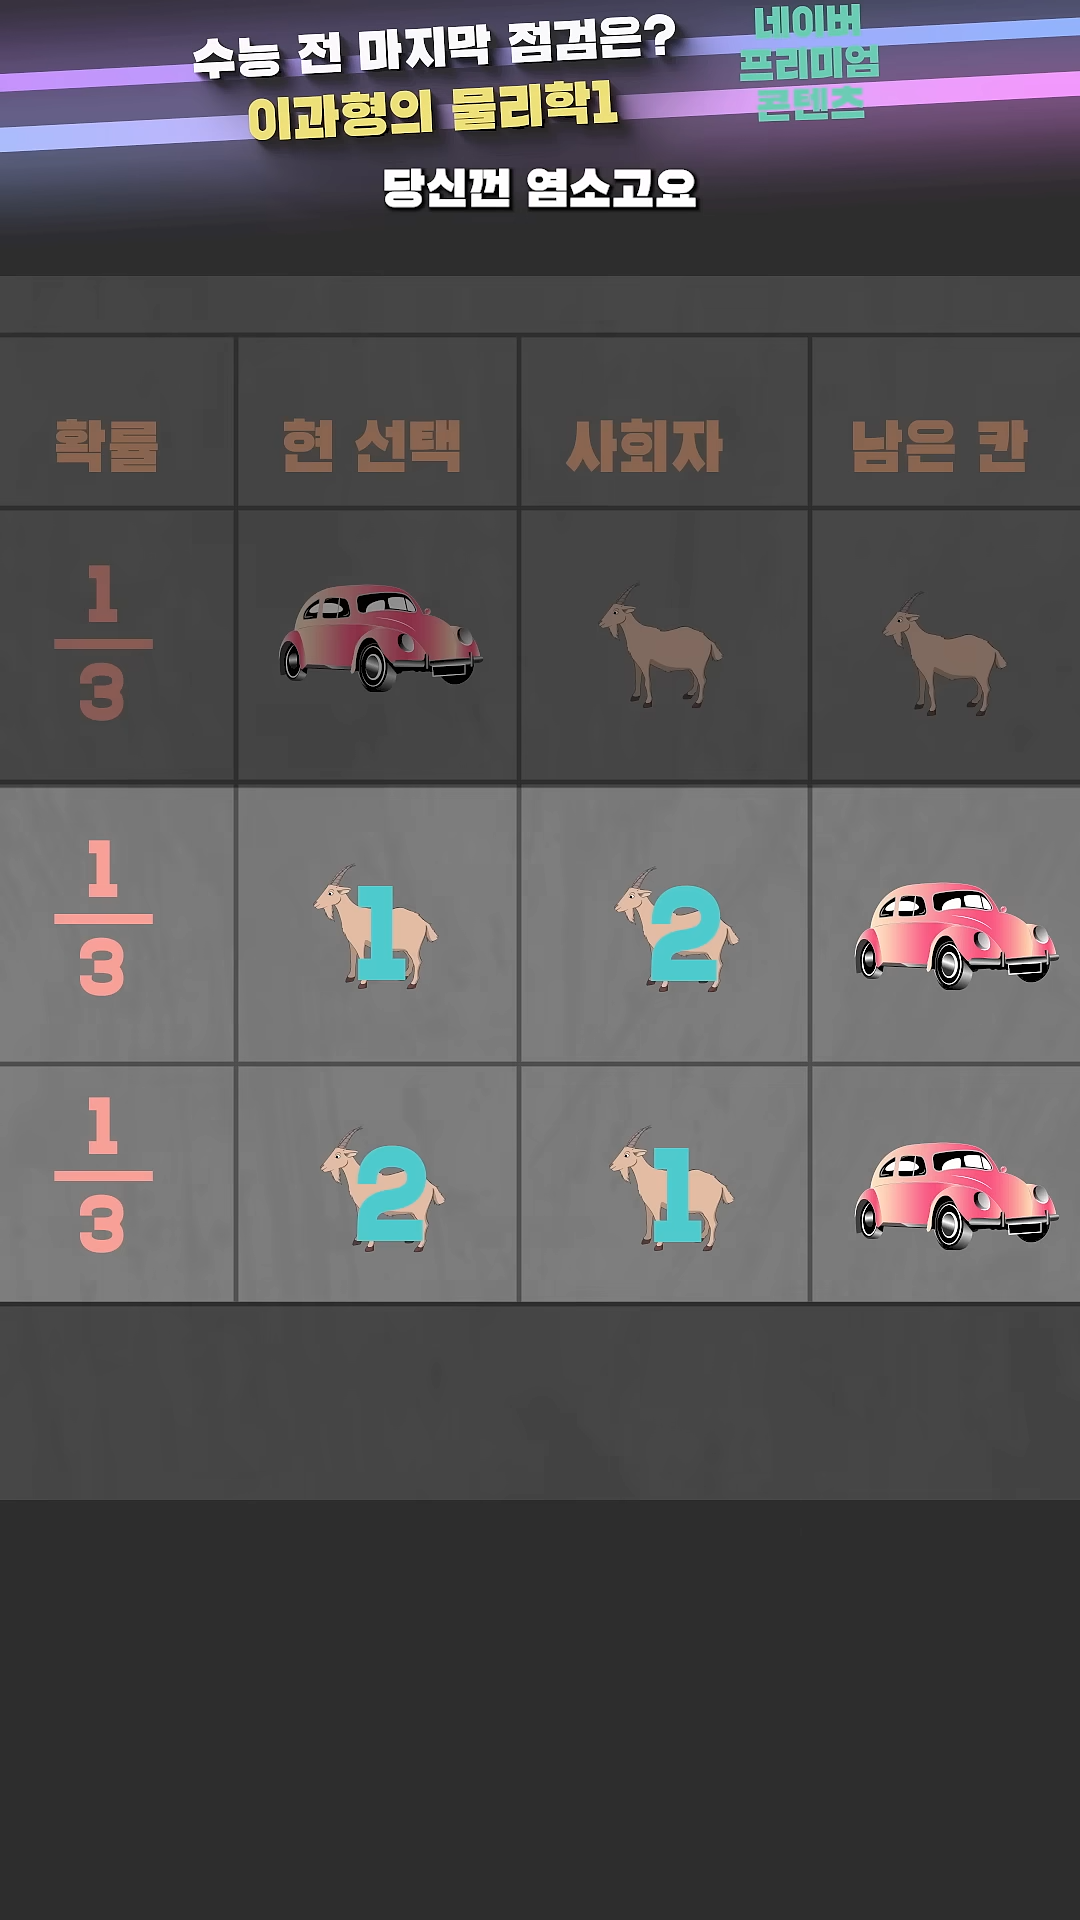 수능 전 마지막 점검은?
이과형의 물리학1
네이버
프리미엄
콘텐츠
당신껀 염소고요
확률 현 선택 사회자 남은 칸
1
3
1
3
1 2
1
3
2 1